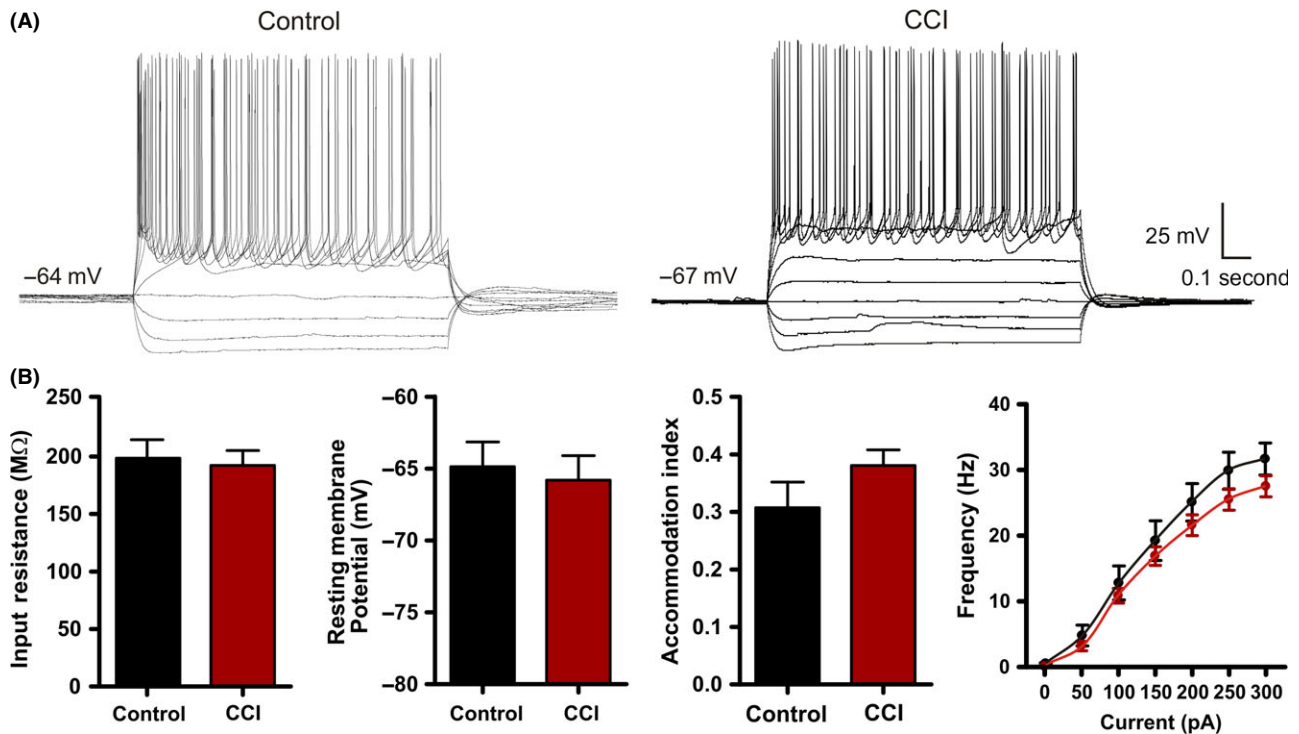 (A)
Control
CCI
−64 mV
−67 mV
25 mV
0.1 second
(B)
Input resistance (MΩ)
250
200
150
100
50
0
Control
CCI
Resting membrane
Potential (mV)
−60
−65
−70
−75
−80
Control
CCI
Accommodation index
0.5
0.4
0.3
0.2
0.1
0.0
Control
CCI
Frequency (Hz)
40
30
20
10
0
0 50 100 150 200 250 300
Current (pA)